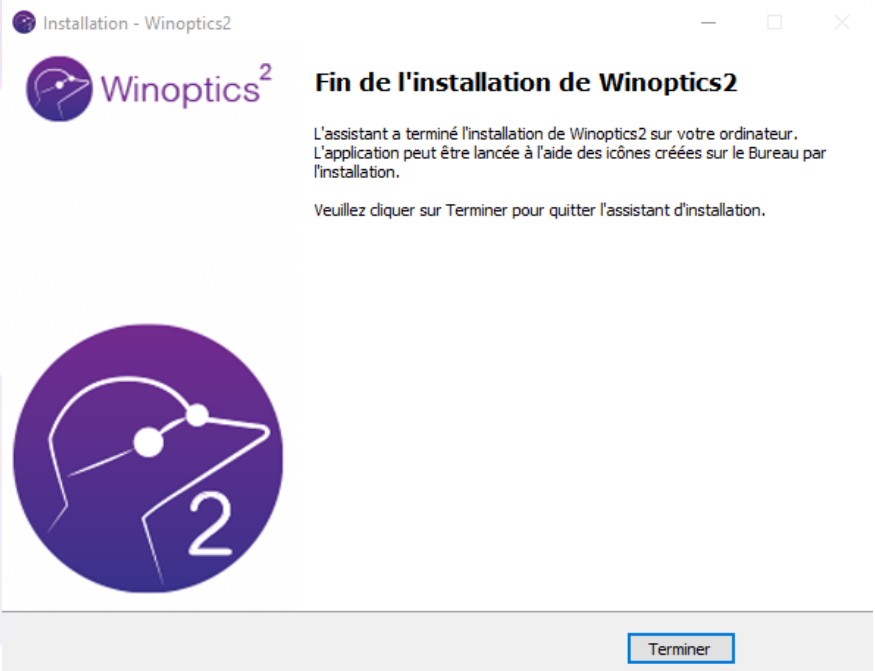 Installation - Winoptics2
Winoptics2
Fin de l'installation de Winoptics2
L'assistant a terminé l'installation de Winoptics2 sur votre ordinateur.
L'application peut être lancée à l'aide des icônes créées sur le Bureau par
l'installation.
Veuillez cliquer sur Terminer pour quitter l'assistant d'installation.
2
Terminer